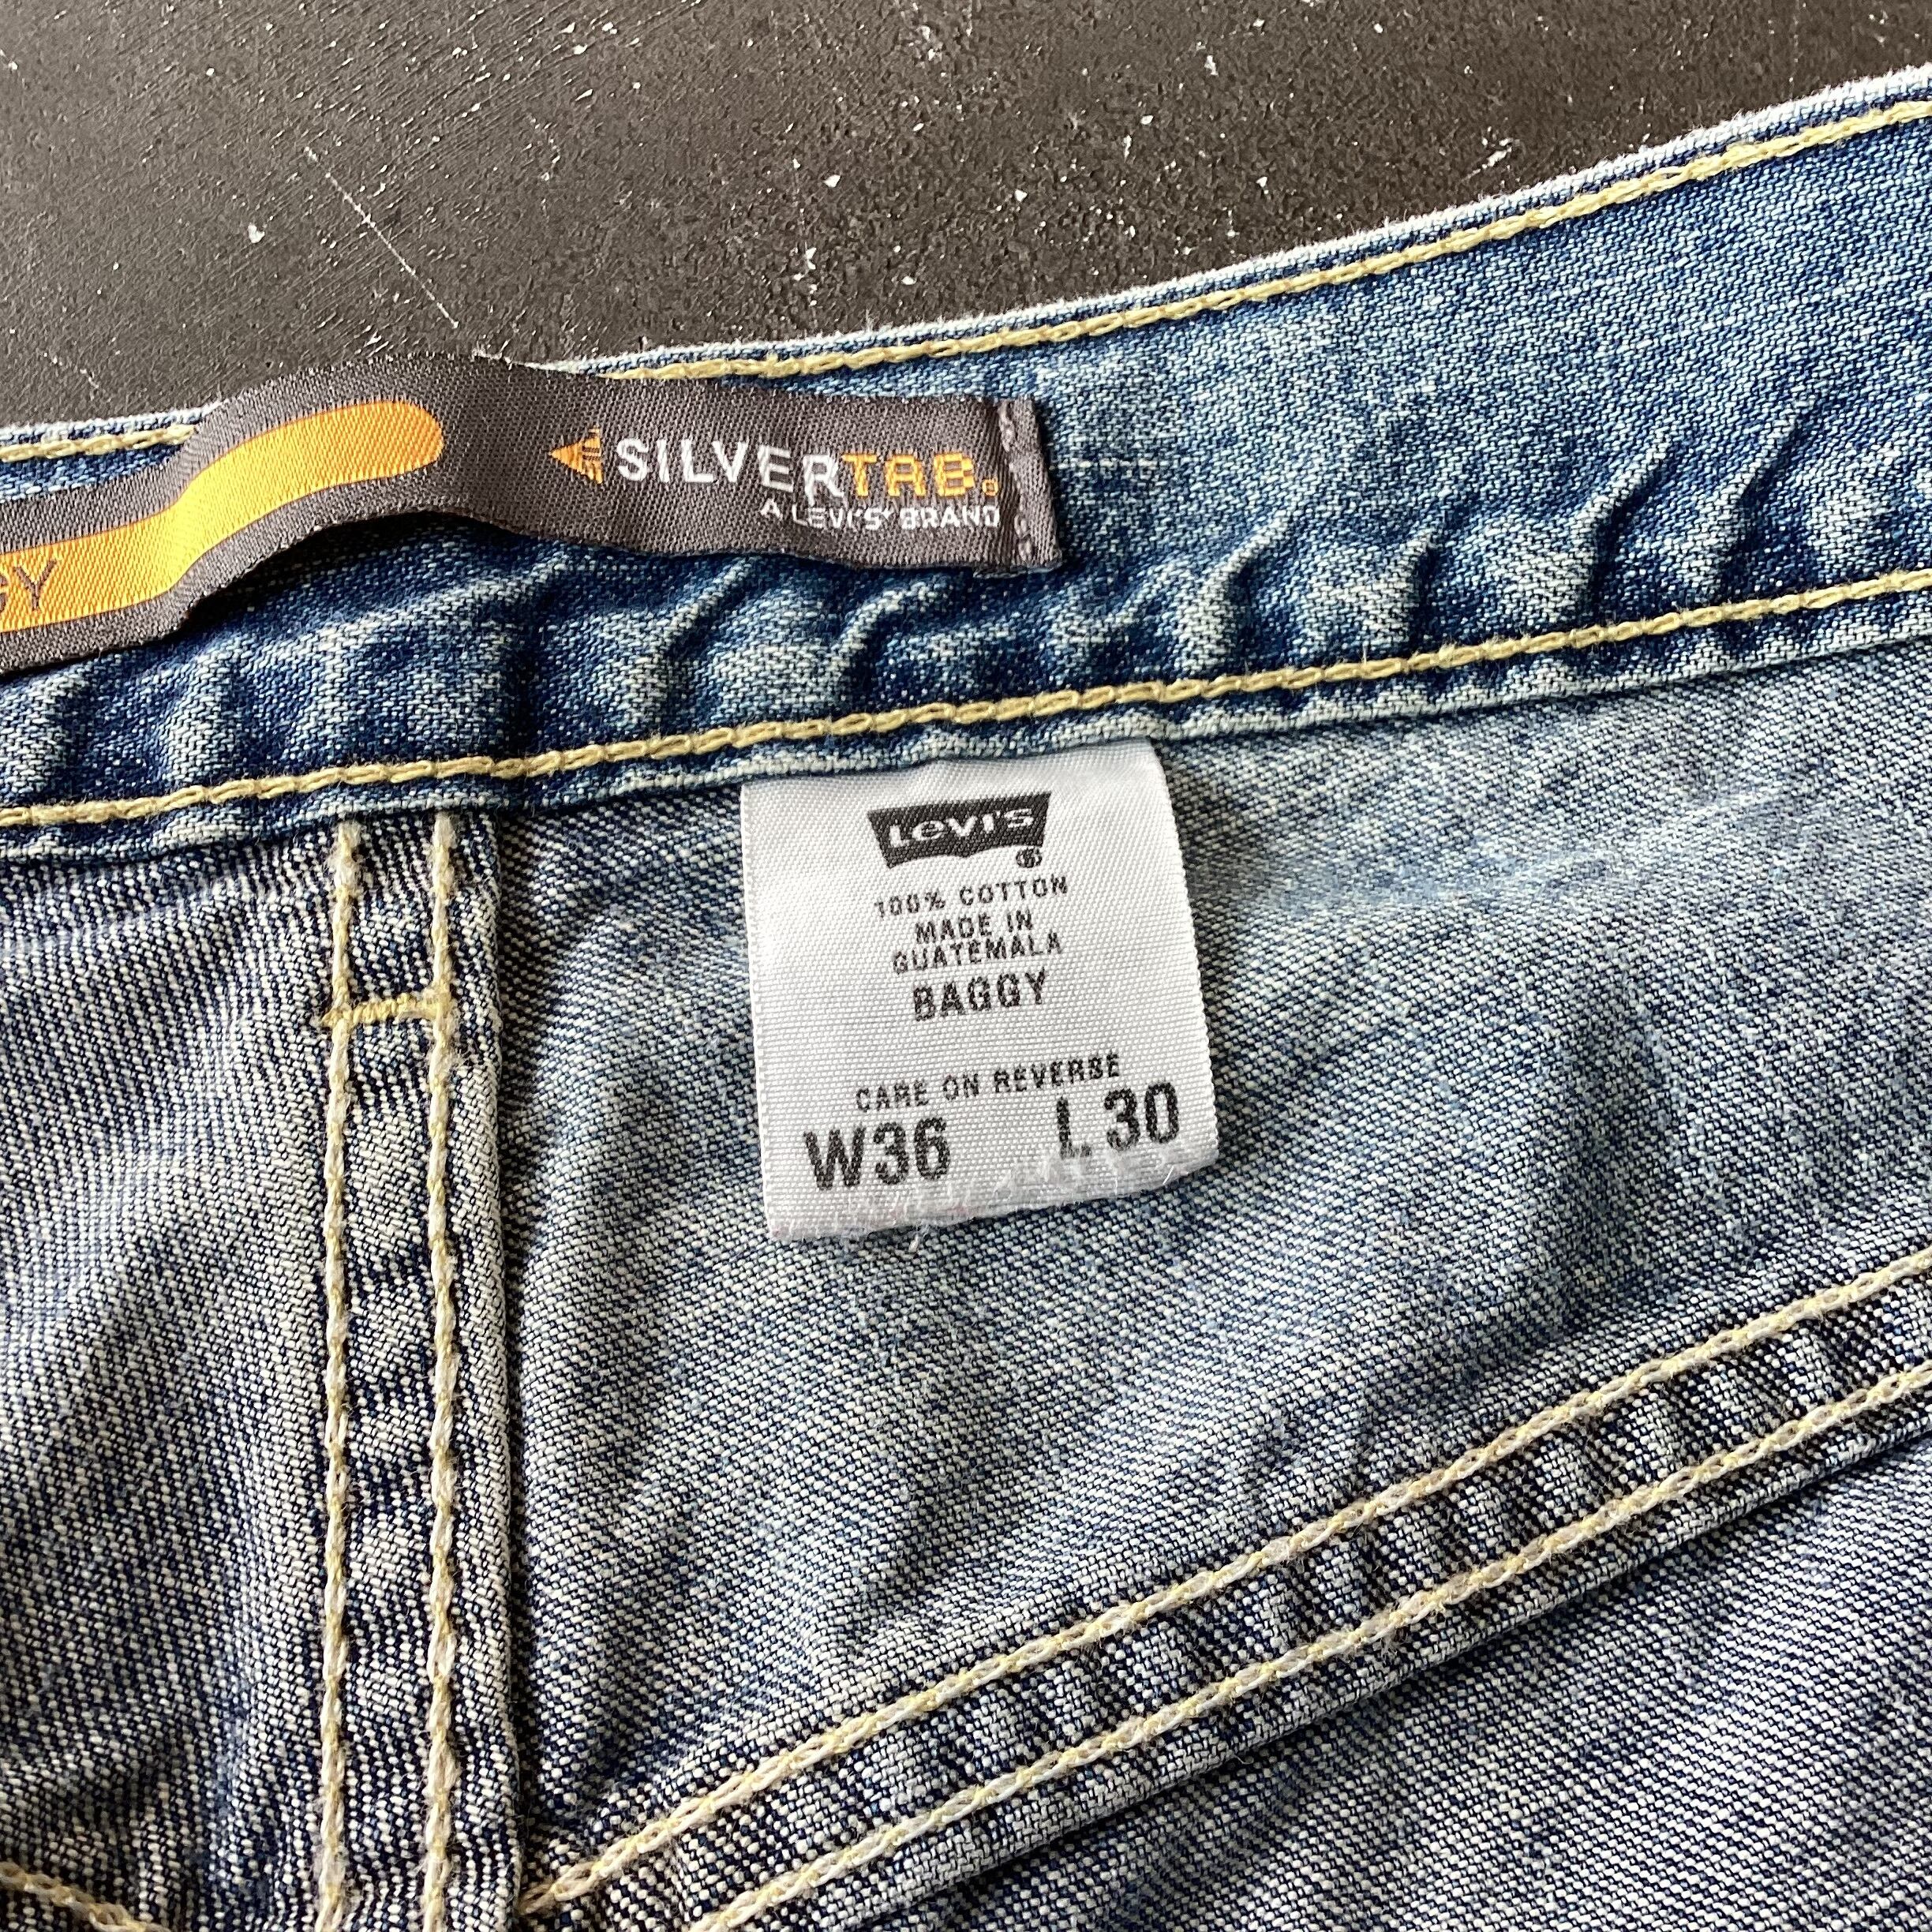 SILVERTAB®
A LEVI'S® BRAND
GY
Levi's
®
100% COTTON
MADE IN
GUATEMALA
BAGGY
CARE ON REVERSE
W36 L30